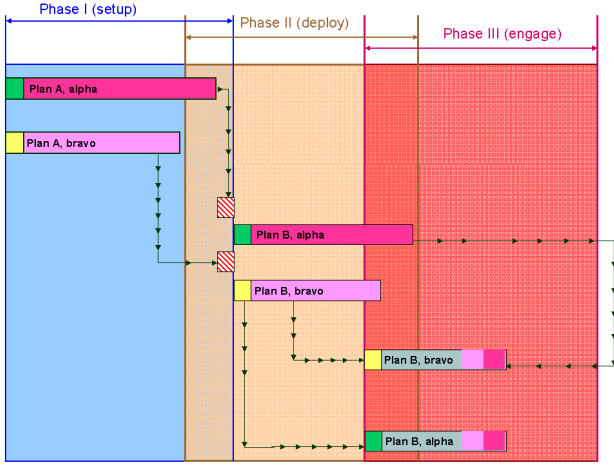 Phase I (setup)
Phase II (deploy)
Phase III (engage)
Plan A, alpha
Plan A, bravo
Plan B, alpha
Plan B, bravo
Plan B, bravo
Plan B, alpha